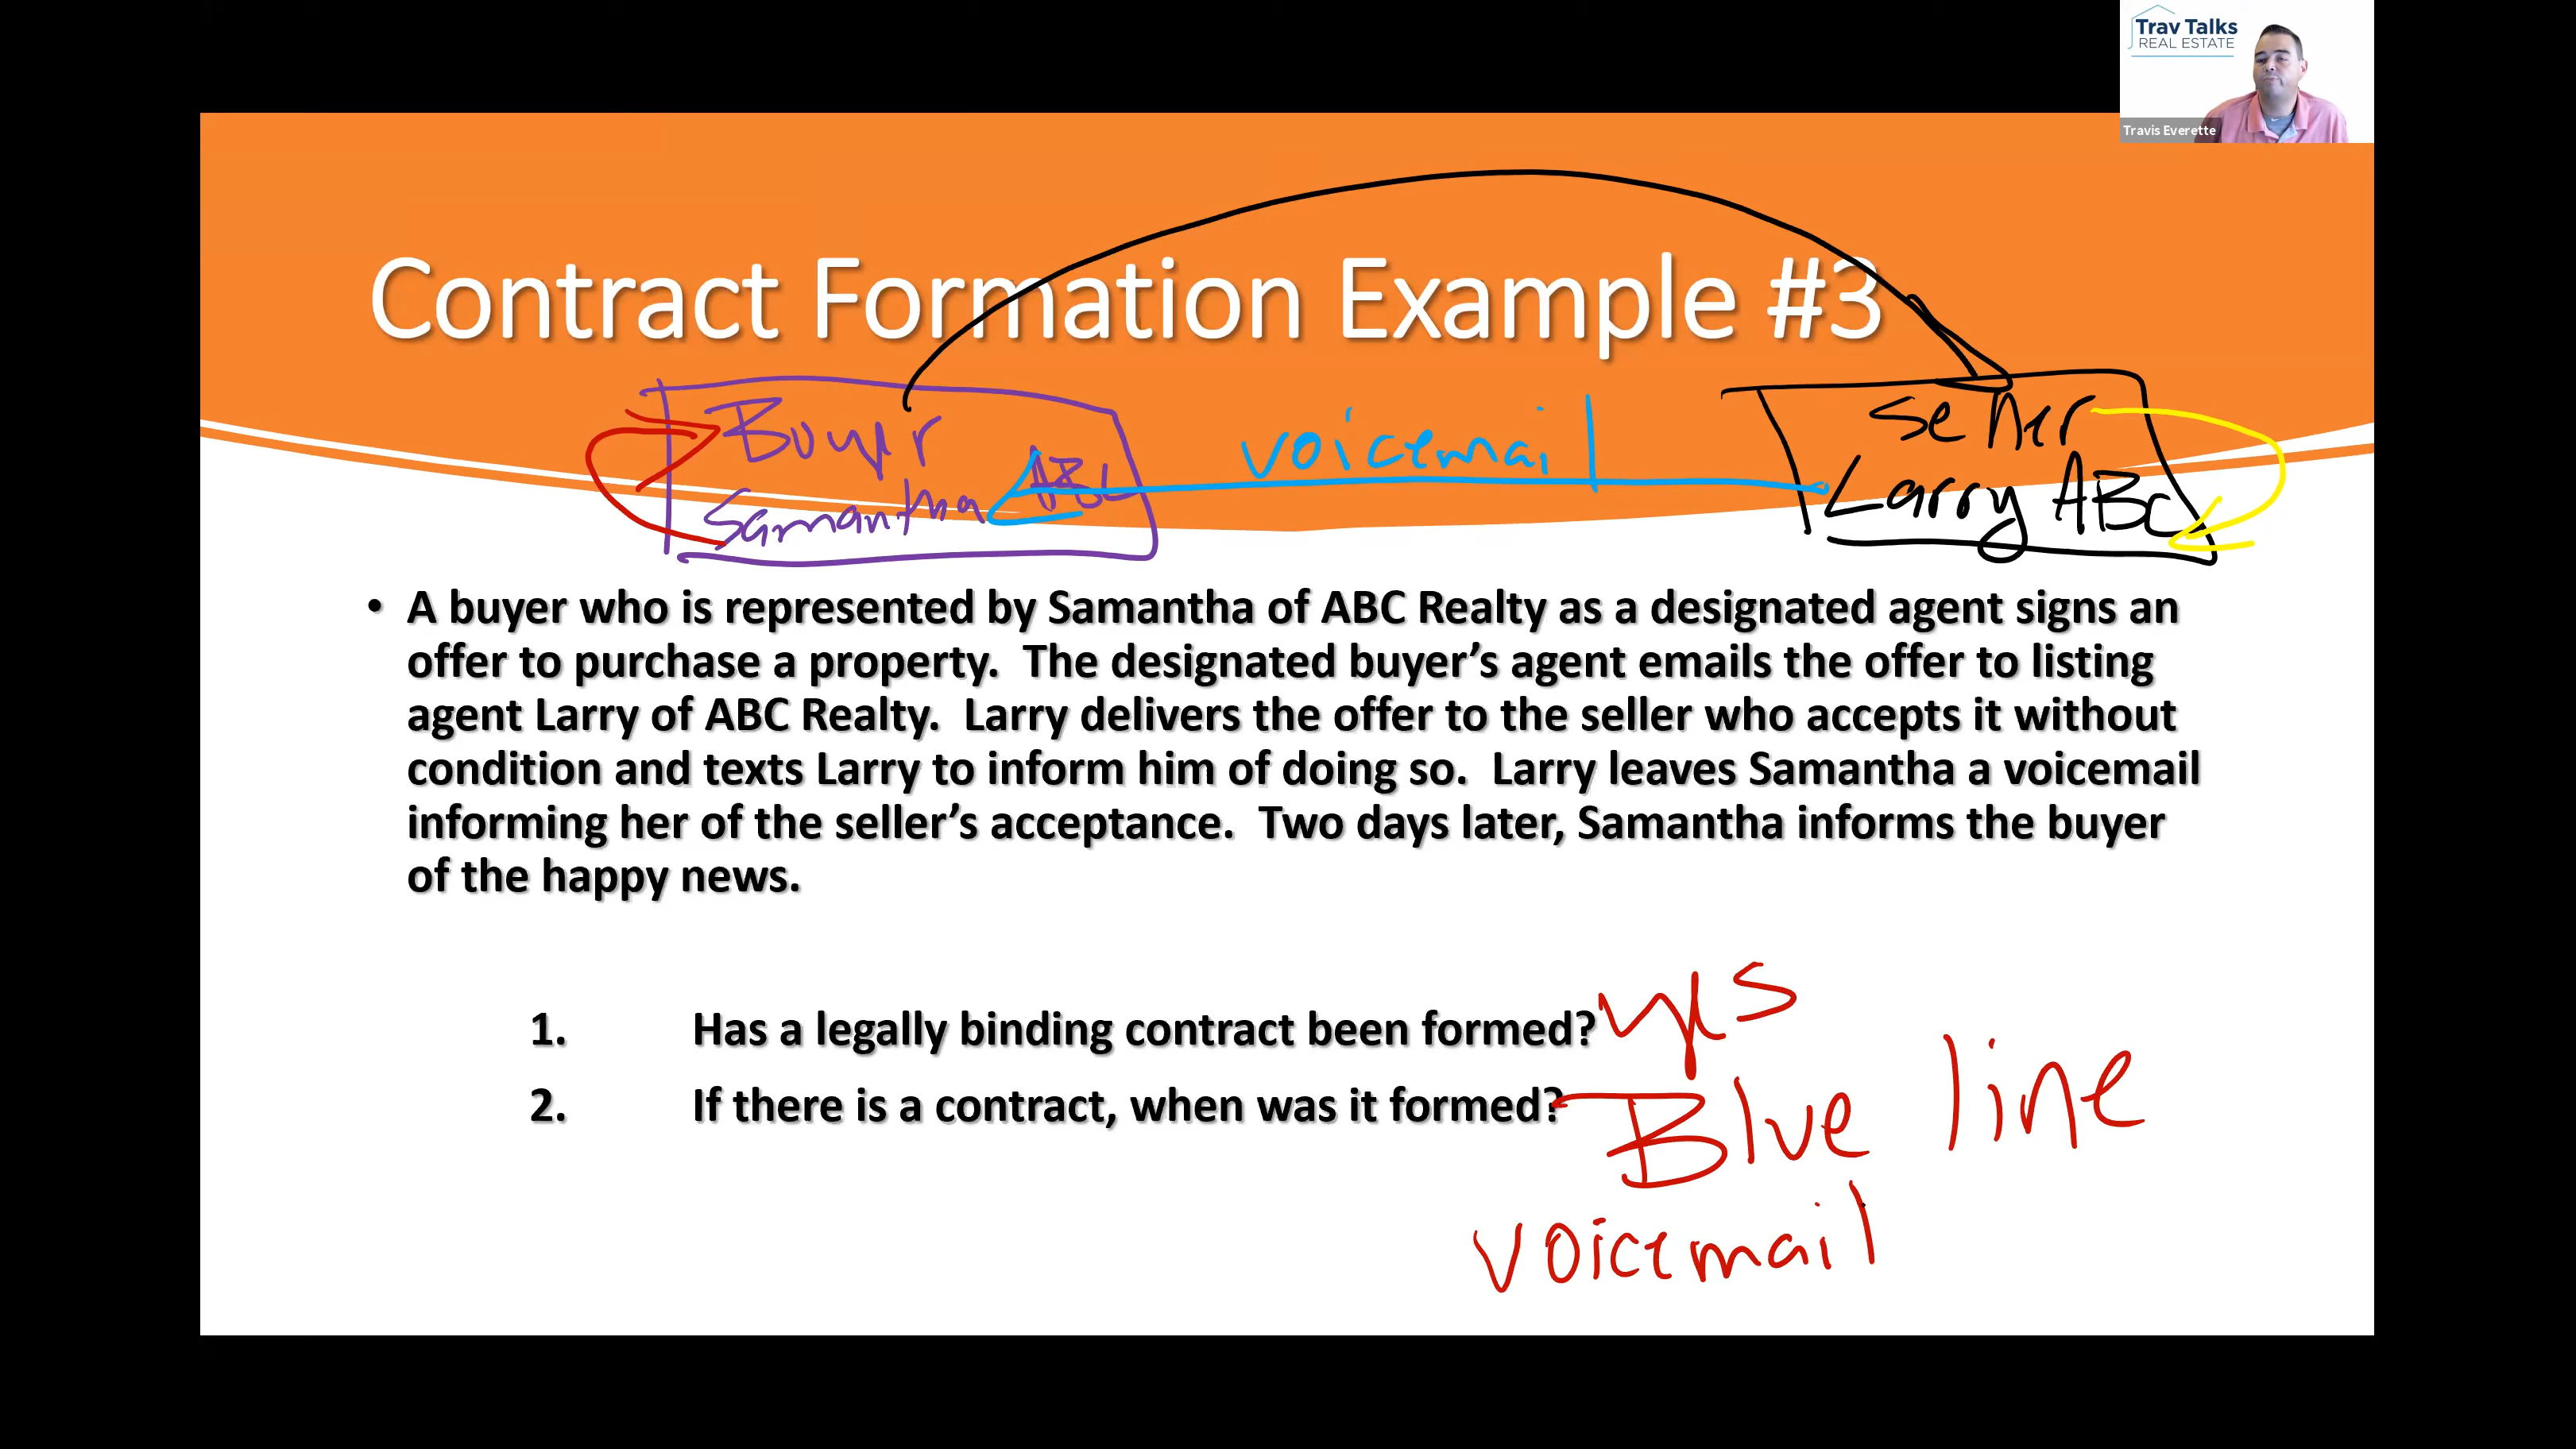 Trav Talks
REAL ESTATE
Travis Everette
Contract Formation Example #3
Buyer
Samantha ABC
voicemail
Seller
Larry ABC
• A buyer who is represented by Samantha of ABC Realty as a designated agent signs an
offer to purchase a property. The designated buyer’s agent emails the offer to listing
agent Larry of ABC Realty. Larry delivers the offer to the seller who accepts it without
condition and texts Larry to inform him of doing so. Larry leaves Samantha a voicemail
informing her of the seller’s acceptance. Two days later, Samantha informs the buyer
of the happy news.
1. Has a legally binding contract been formed? yes
2. If there is a contract, when was it formed? Blue line
voicemail